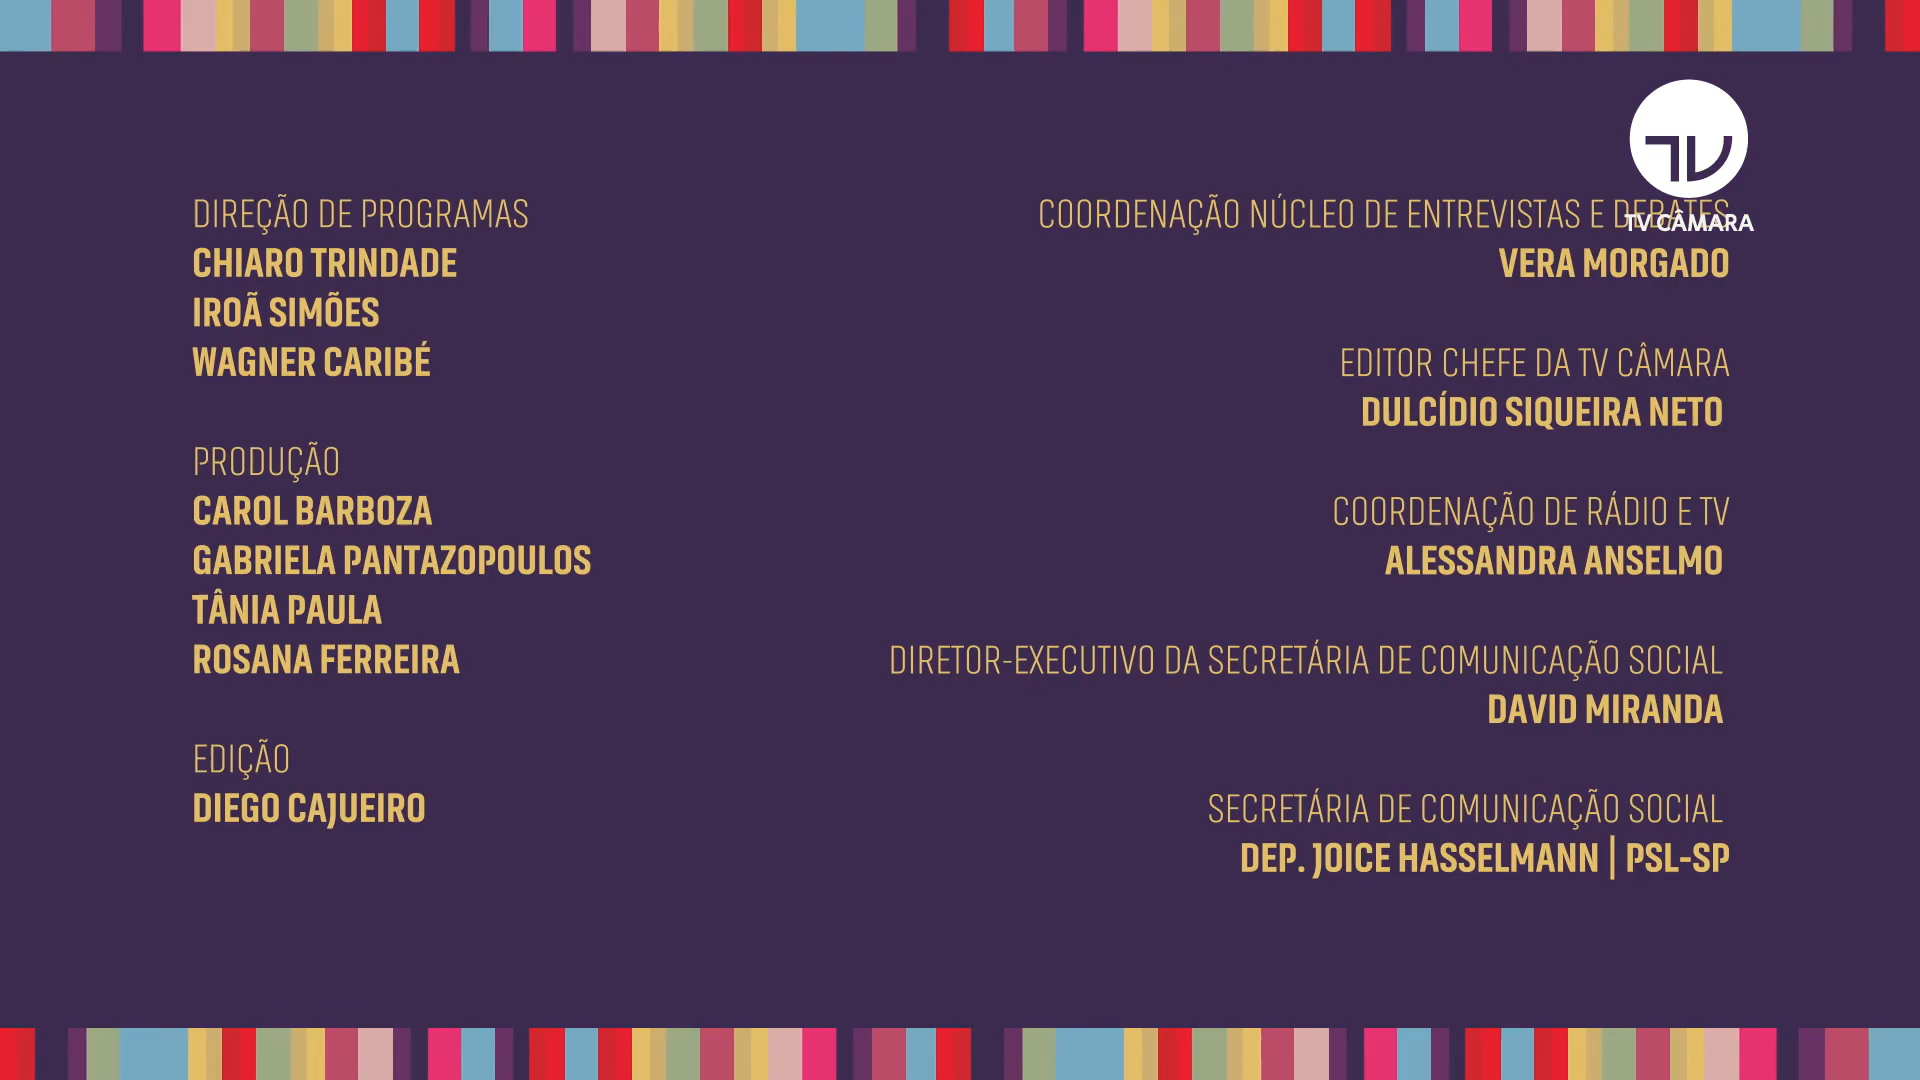 DIREÇÃO DE PROGRAMAS
CHIARO TRINDADE
IROÃ SIMÕES
WAGNER CARIBÉ
PRODUÇÃO
CAROL BARBOZA
GABRIELA PANTAZOPOULOS
TÂNIA PAULA
ROSANA FERREIRA
EDIÇÃO
DIEGO CAJUEIRO
TV
TV CÂMARA
COORDENAÇÃO NÚCLEO DE ENTREVISTAS E DEBATES
VERA MORGADO
EDITOR CHEFE DA TV CÂMARA
DULCÍDIO SIQUEIRA NETO
COORDENAÇÃO DE RÁDIO E TV
ALESSANDRA ANSELMO
DIRETOR-EXECUTIVO DA SECRETÁRIA DE COMUNICAÇÃO SOCIAL
DAVID MIRANDA
SECRETÁRIA DE COMUNICAÇÃO SOCIAL
DEP. JOICE HASSELMANN | PSL-SP